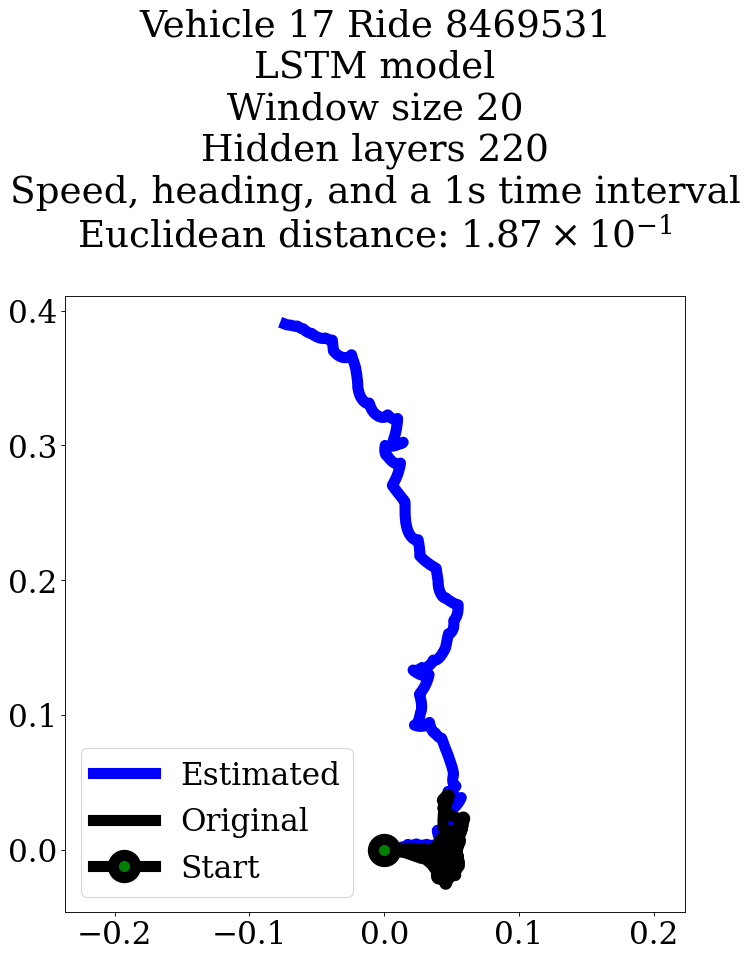 Vehicle 17 Ride 8469531
LSTM model
Window size 20
Hidden layers 220
Speed, heading, and a 1s time interval
Euclidean distance: 1.87 × 10⁻¹
0.4
0.3
0.2
0.1
0.0
Estimated
Original
Start
−0.2 −0.1 0.0 0.1 0.2